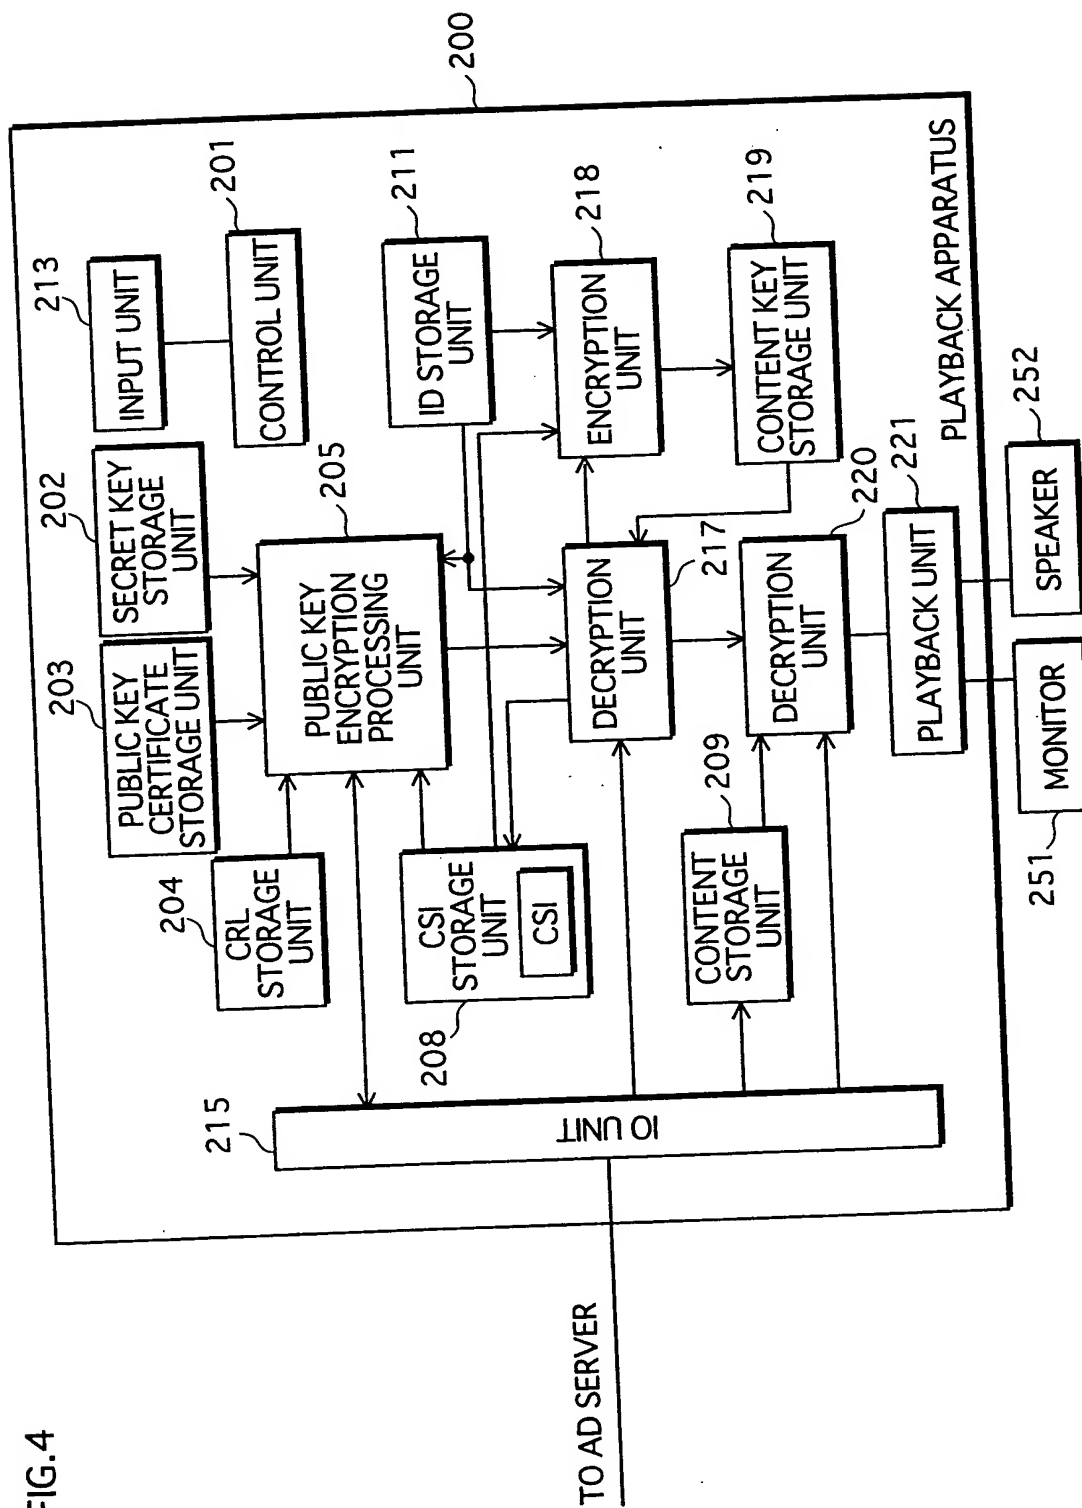 FIG.4
200
213
INPUT UNIT
201
CONTROL UNIT
202
SECRET KEY
STORAGE
UNIT
203
PUBLIC KEY
CERTIFICATE
STORAGE UNIT
204
CRL
STORAGE
UNIT
205
PUBLIC KEY
ENCRYPTION
PROCESSING
UNIT
211
ID STORAGE
UNIT
208
CSI
STORAGE
UNIT
CSI
218
ENCRYPTION
UNIT
217
DECRYPTION
UNIT
219
CONTENT KEY
STORAGE UNIT
209
CONTENT
STORAGE
UNIT
220
DECRYPTION
UNIT
221
PLAYBACK UNIT
215
IO UNIT
TO AD SERVER
PLAYBACK APPARATUS
251
MONITOR
252
SPEAKER